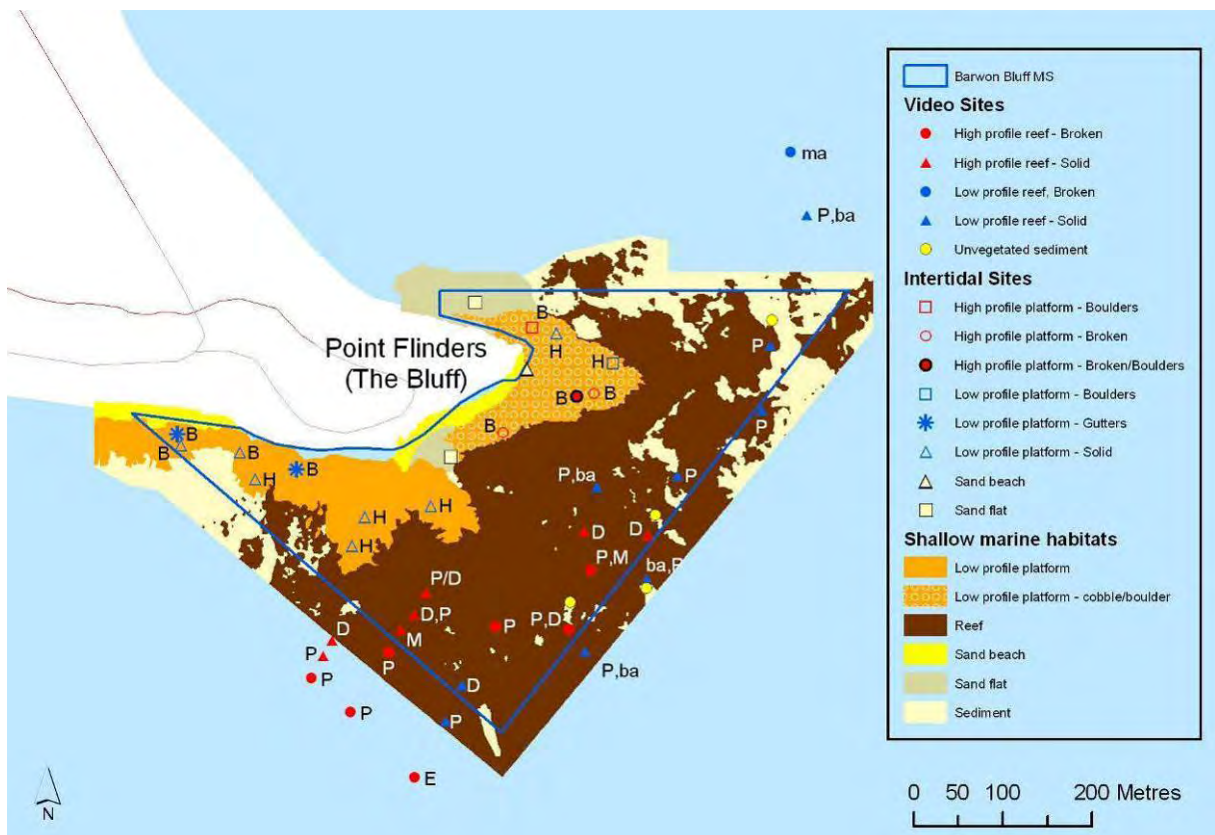 ma
P,ba
Point Flinders
(The Bluff)
B
H
H
B
B
B
P
P
B
B
B
B
H
H
H
H
P,ba
P
D
D
P,M
P/D
D,P
M
D
P
P
P
P,D
P
P,ba
D
P
P
E
N
Barwon Bluff MS
Video Sites
High profile reef - Broken
High profile reef - Solid
Low profile reef, Broken
Low profile reef - Solid
Unvegetated sediment
Intertidal Sites
High profile platform - Boulders
High profile platform - Broken
High profile platform - Broken/Boulders
Low profile platform - Boulders
Low profile platform - Gutters
Low profile platform - Solid
Sand beach
Sand flat
Shallow marine habitats
Low profile platform
Low profile platform - cobble/boulder
Reef
Sand beach
Sand flat
Sediment
0 50 100 200 Metres